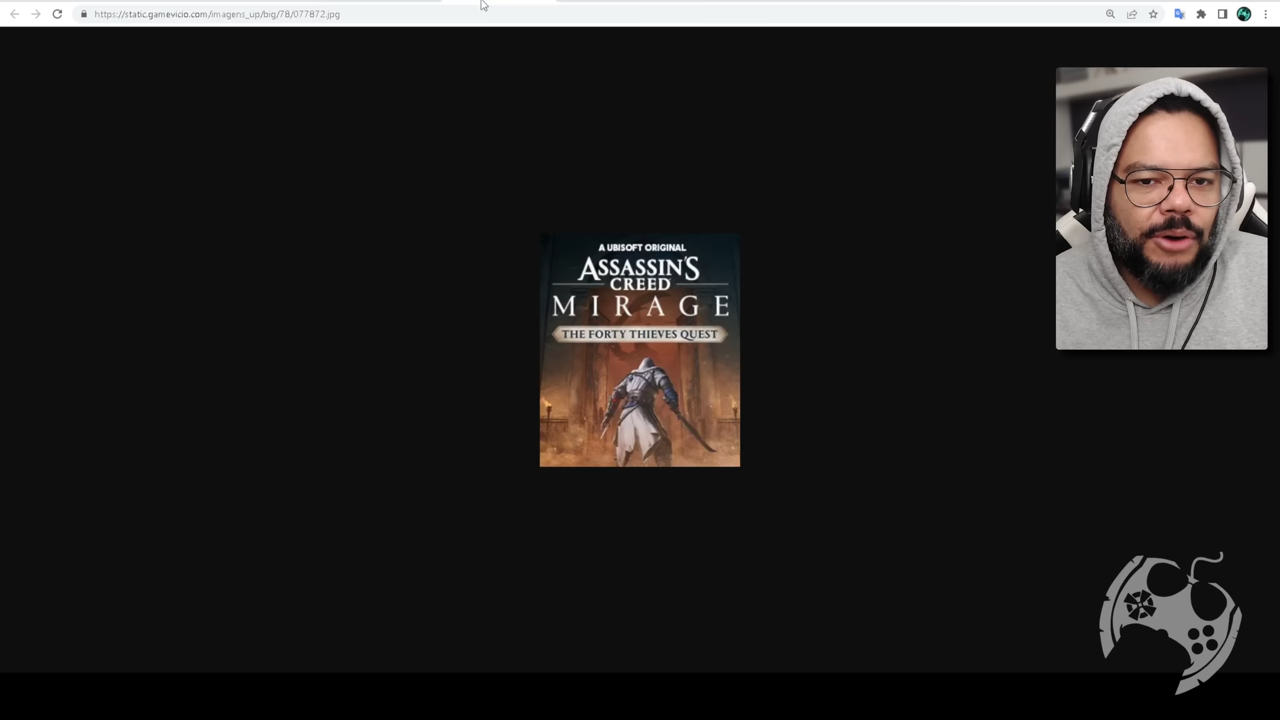 https://static.gamevicio.com/imagens_up/big/78/077872.jpg
A UBISOFT ORIGINAL
ASSASSIN'S
CREED
MIRAGE
THE FORTY THIEVES QUEST